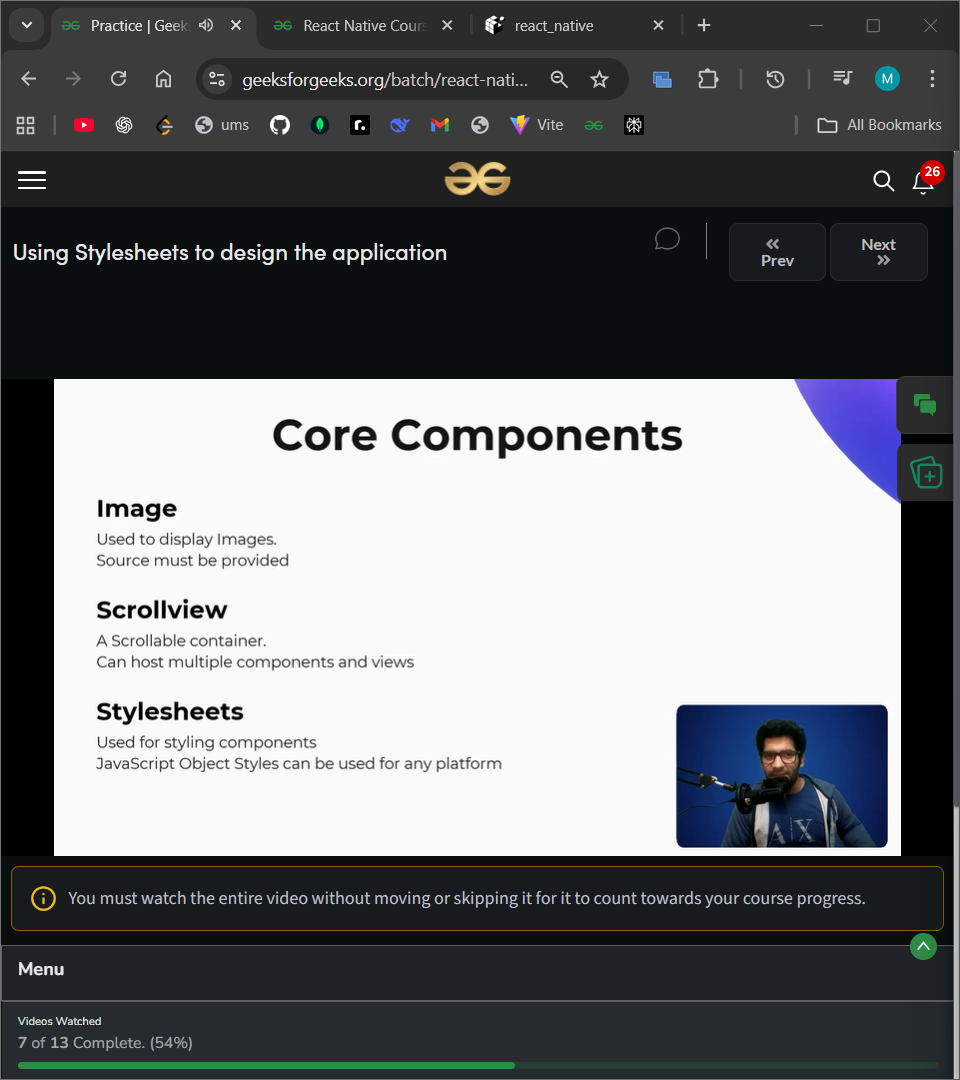 Practice | Geek
React Native Cour
react_native
geeksforgeeks.org/batch/react-nati...
M
ums
Vite
All Bookmarks
26
Using Stylesheets to design the application
Prev
Next
Core Components
Image
Used to display Images.
Source must be provided
Scrollview
A Scrollable container.
Can host multiple components and views
Stylesheets
Used for styling components
JavaScript Object Styles can be used for any platform
A|X
You must watch the entire video without moving or skipping it for it to count towards your course progress.
Menu
Videos Watched
7 of 13 Complete. (54%)